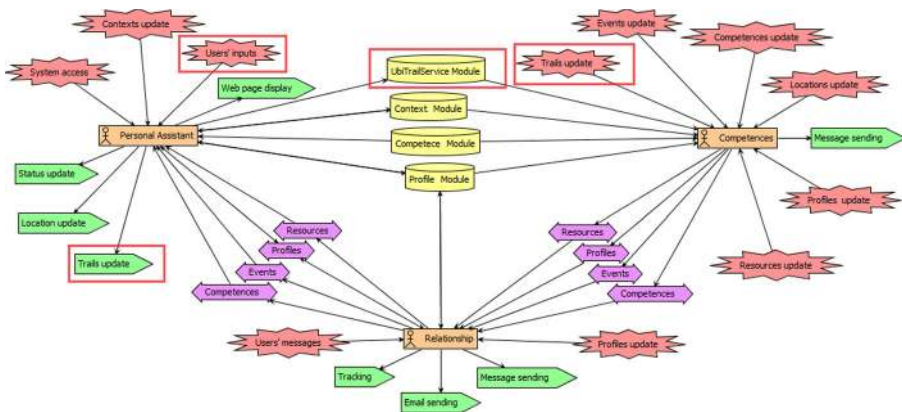 Contexts update
Events update
Competences update
Users' inputs
Trails update
System access
UbiTrailService Module
Web page display
Locations update
Context Module
Personal Assistant
Competences
Message sending
Competece Module
Status update
Profile Module
Profiles update
Location update
Resources
Resources
Profiles
Profiles
Trails update
Events
Events
Resources update
Competences
Competences
Users' messages
Relationship
Profiles update
Tracking
Message sending
Email sending